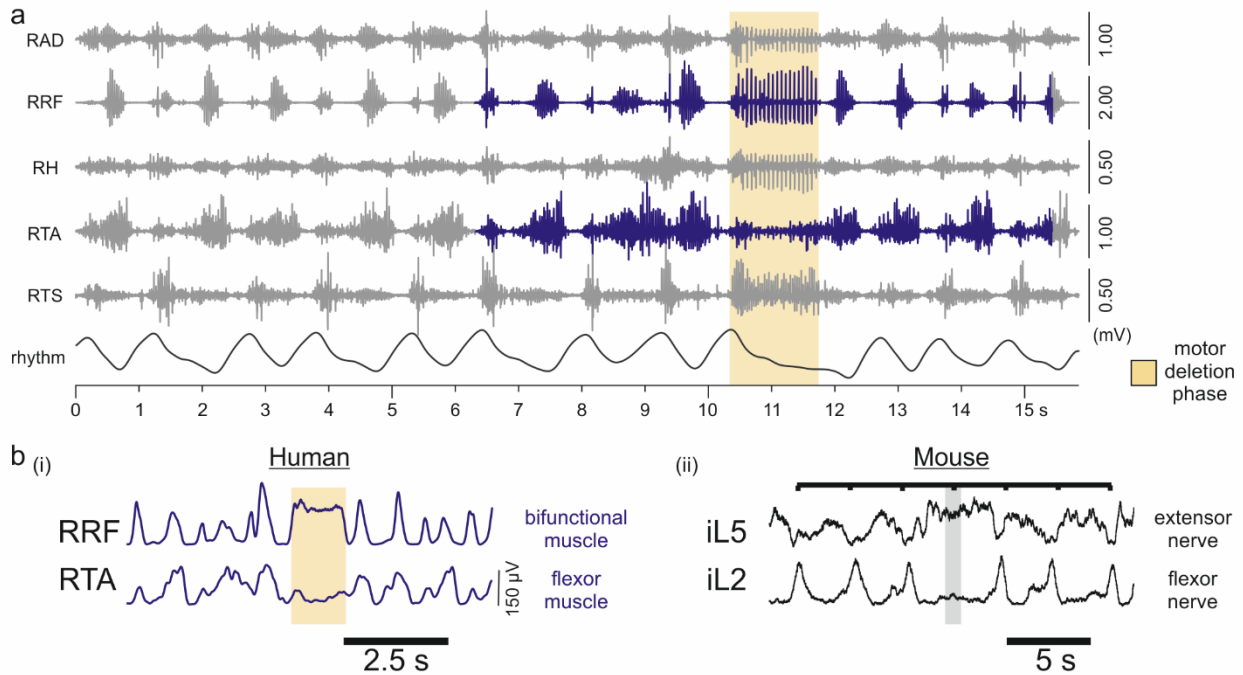 a
RAD
1.00
RRF
2.00
RH
0.50
RTA
1.00
RTS
0.50
(mV)
rhythm
motor
deletion
phase
0 1 2 3 4 5 6 7 8 9 10 11 12 13 14 15 s
b (i)
Human
RRF
bifunctional
muscle
RTA
flexor
muscle
150 µV
2.5 s
(ii)
Mouse
iL5
extensor
nerve
iL2
flexor
nerve
5 s